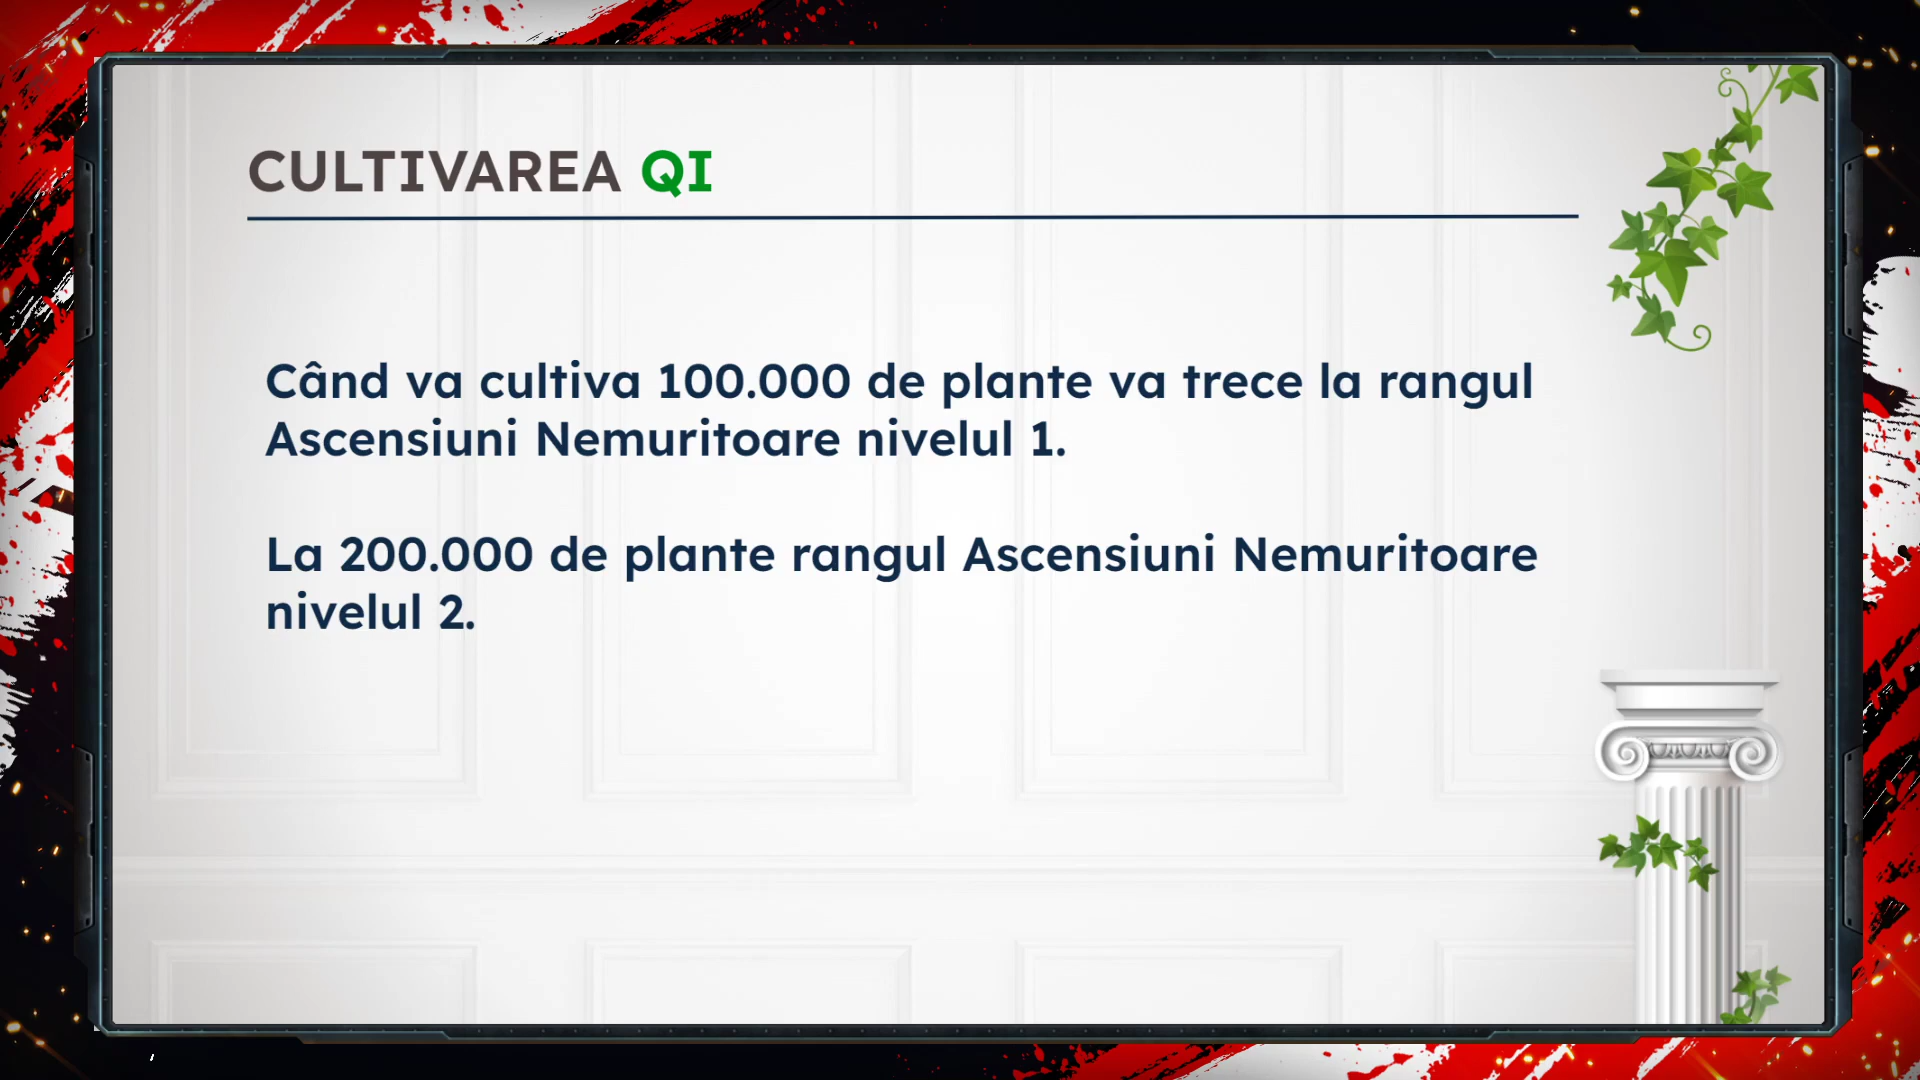 CULTIVAREA QI
Când va cultiva 100.000 de plante va trece la rangul
Ascensiuni Nemuritoare nivelul 1.
La 200.000 de plante rangul Ascensiuni Nemuritoare
nivelul 2.